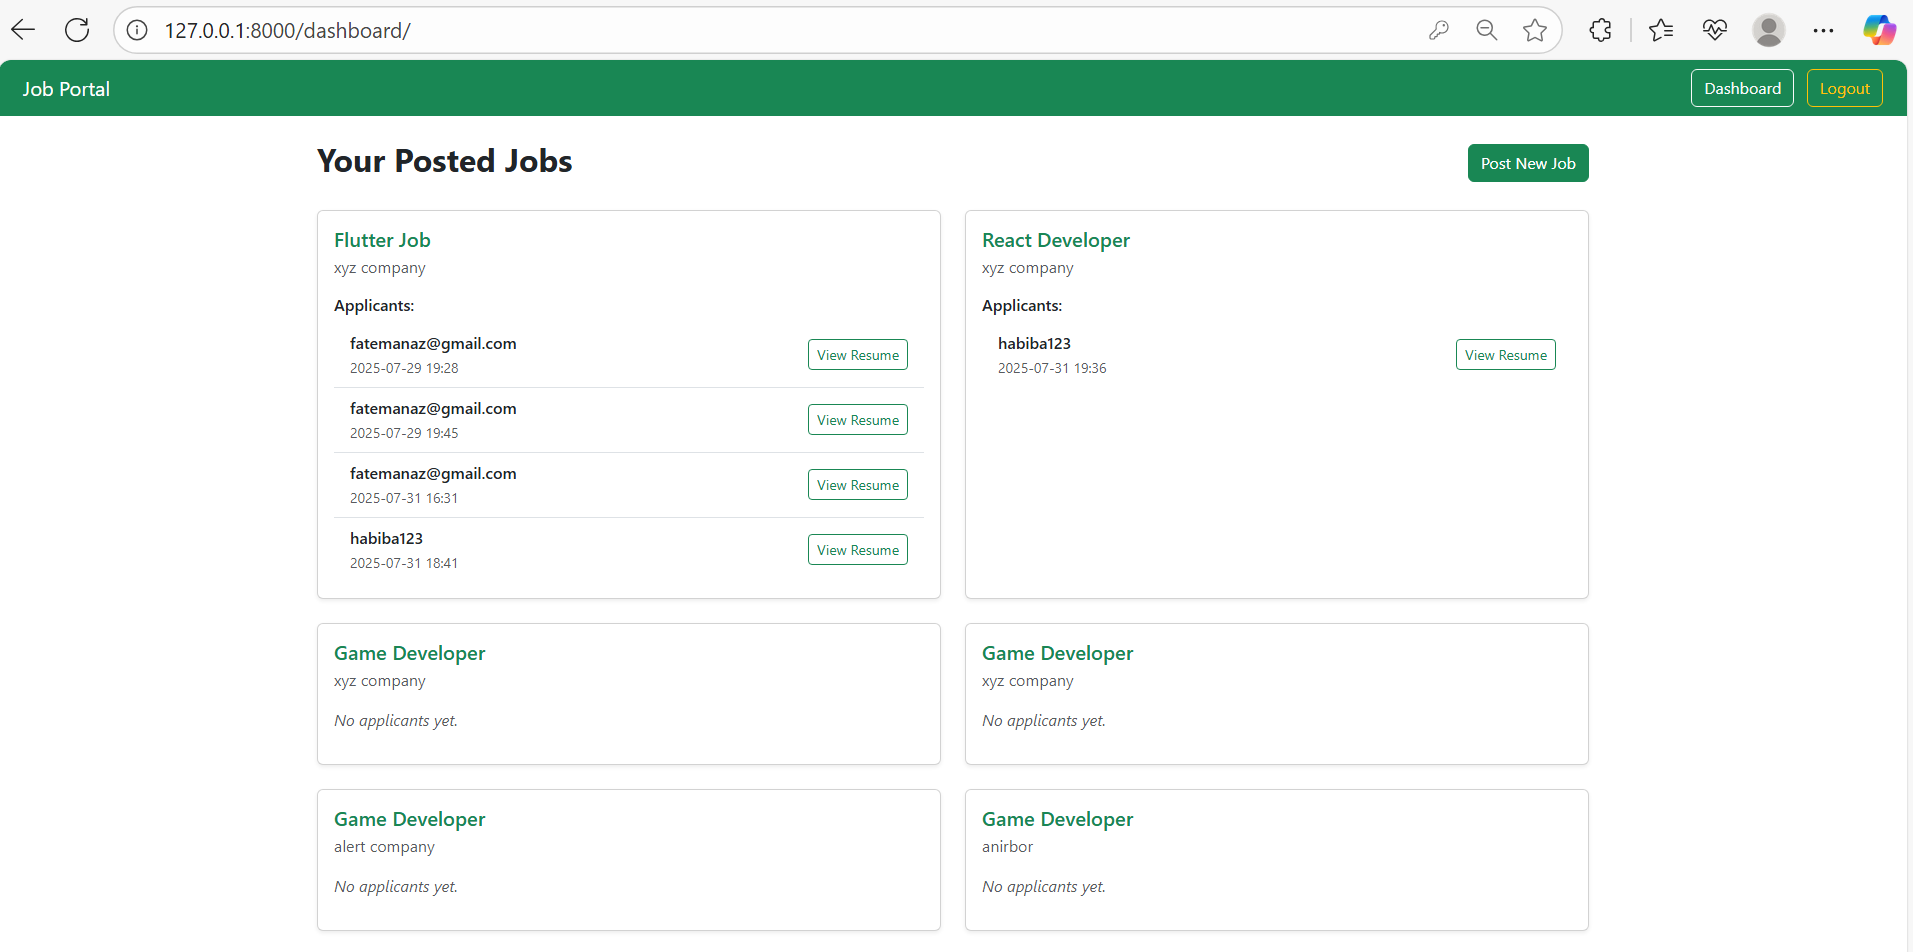 127.0.0.1:8000/dashboard/
Job Portal
Dashboard
Logout
Your Posted Jobs
Post New Job
Flutter Job
xyz company
Applicants:
fatemanaz@gmail.com
2025-07-29 19:28
View Resume
fatemanaz@gmail.com
2025-07-29 19:45
View Resume
fatemanaz@gmail.com
2025-07-31 16:31
View Resume
habiba123
2025-07-31 18:41
View Resume
React Developer
xyz company
Applicants:
habiba123
2025-07-31 19:36
View Resume
Game Developer
xyz company
No applicants yet.
Game Developer
xyz company
No applicants yet.
Game Developer
alert company
No applicants yet.
Game Developer
anirbor
No applicants yet.